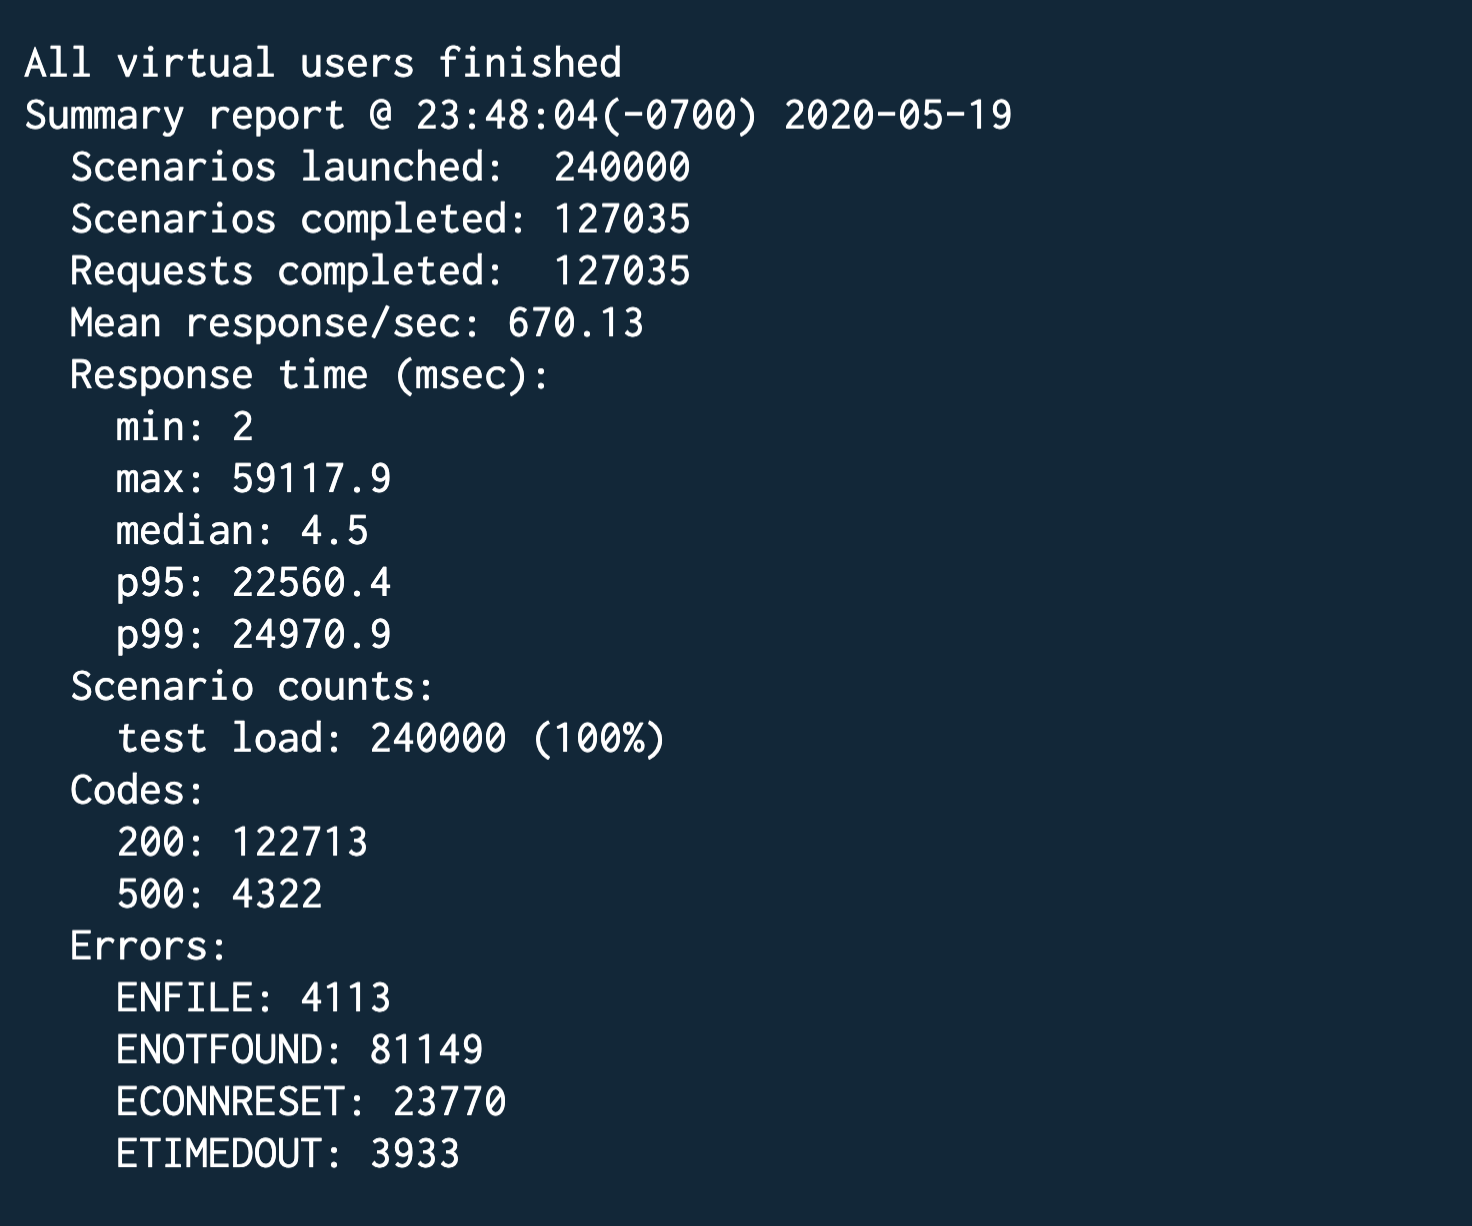 All virtual users finished
Summary report @ 23:48:04(-0700) 2020-05-19
  Scenarios launched:  240000
  Scenarios completed: 127035
  Requests completed:  127035
  Mean response/sec: 670.13
  Response time (msec):
    min: 2
    max: 59117.9
    median: 4.5
    p95: 22560.4
    p99: 24970.9
  Scenario counts:
    test load: 240000 (100%)
  Codes:
    200: 122713
    500: 4322
  Errors:
    ENFILE: 4113
    ENOTFOUND: 81149
    ECONNRESET: 23770
    ETIMEDOUT: 3933